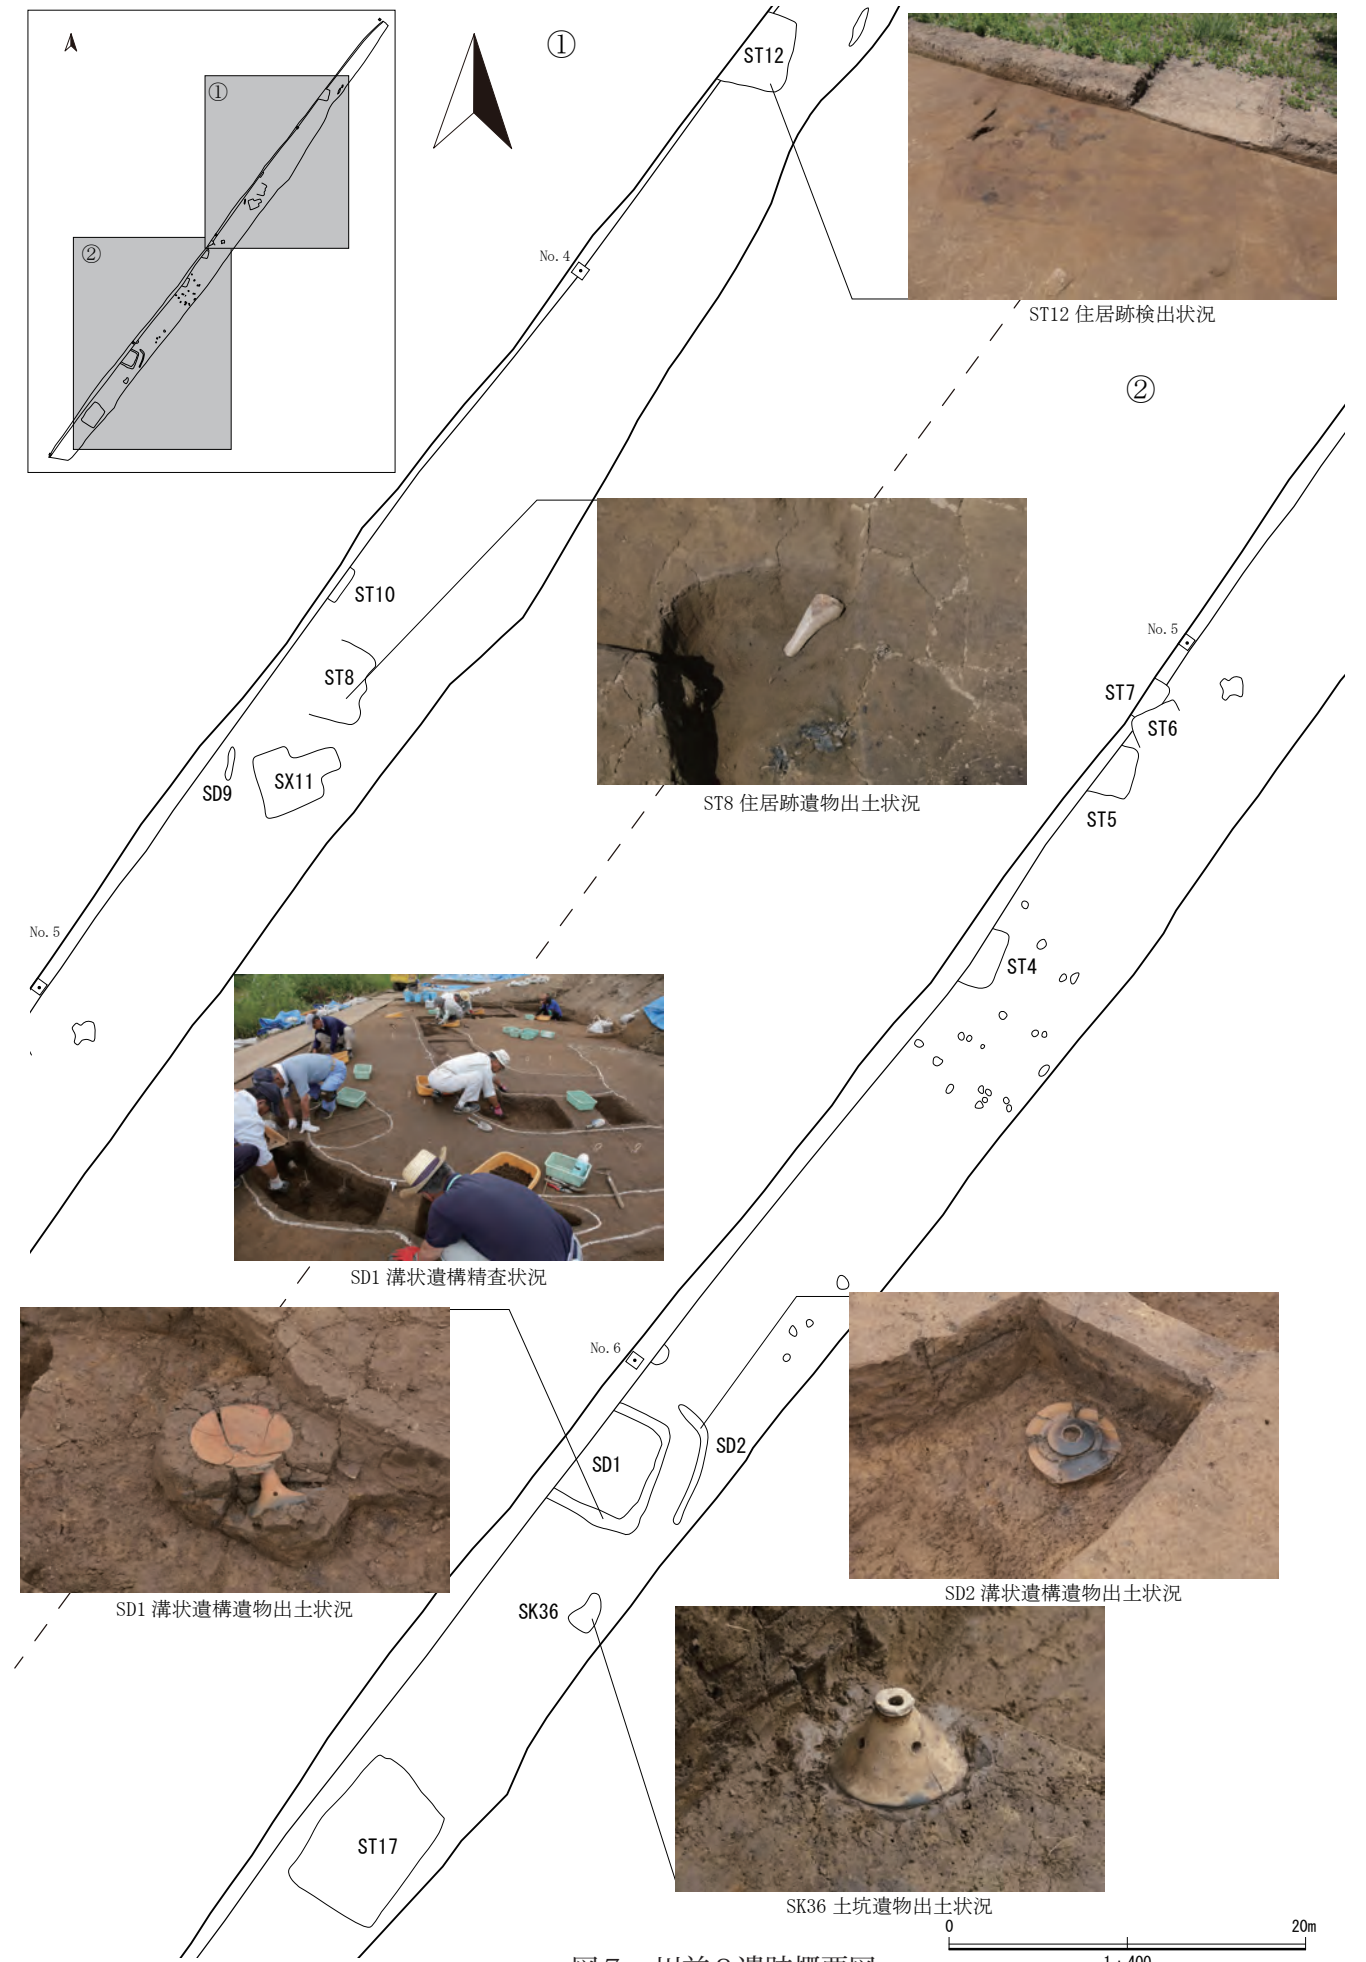 ①
②
①
ST12
No.4
ST12 住居跡検出状況
②
ST10
ST8
SD9
SX11
No.5
ST8 住居跡遺物出土状況
No.5
ST7
ST6
ST5
ST4
SD1 溝状遺構精査状況
No.6
SD1
SD2
SD1 溝状遺構遺物出土状況
SD2 溝状遺構遺物出土状況
SK36
ST17
SK36 土坑遺物出土状況
0 20m